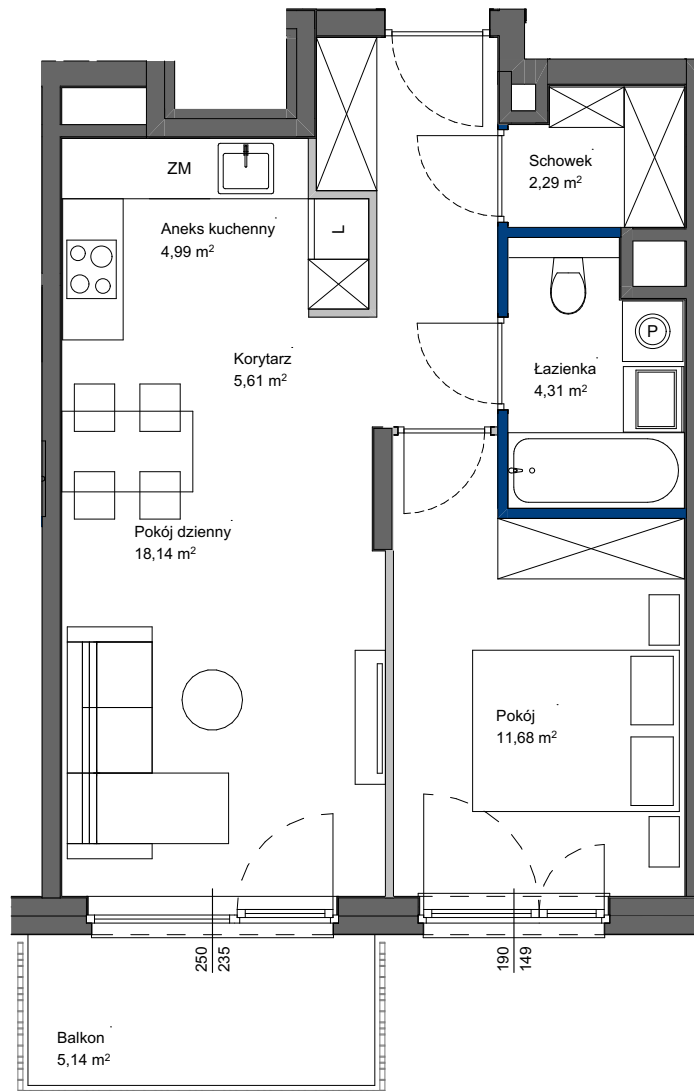 Schowek
2,29 m²
ZM
Aneks kuchenny
4,99 m²
L
Korytarz
5,61 m²
P
Łazienka
4,31 m²
Pokój dzienny
18,14 m²
Pokój
11,68 m²
250
235
190
149
Balkon
5,14 m²